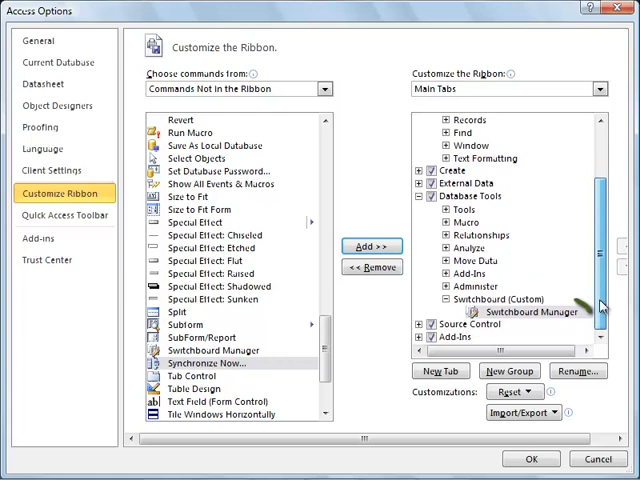 Access Options
General
Current Database
Datasheet
Object Designers
Proofing
Language
Client Settings
Customize Ribbon
Quick Access Toolbar
Add-ins
Trust Center
Customize the Ribbon.
Choose commands from:
Commands Not in the Ribbon
Revert
Run Macro
Save As Local Database
Select Objects
Set Database Password...
Show All Events & Macros
Size to Fit
Size to Fit Form
Special Effect
Special Effect: Chiseled
Special Effect: Etched
Special Effect: Flat
Special Effect: Raised
Special Effect: Shadowed
Special Effect: Sunken
Split
Subform
SubForm/Report
Switchboard Manager
Synchronize Now...
Tab Control
Table Design
Text Field (Form Control)
Tile Windows Horizontally
Add >>
<< Remove
Customize the Ribbon:
Main Tabs
Records
Find
Window
Text Formatting
Create
External Data
Database Tools
Tools
Macro
Relationships
Analyze
Move Data
Add-Ins
Administer
Switchboard (Custom)
Switchboard Manager
Source Control
Add-Ins
New Tab
New Group
Rename...
Customizations:
Reset
Import/Export
OK
Cancel